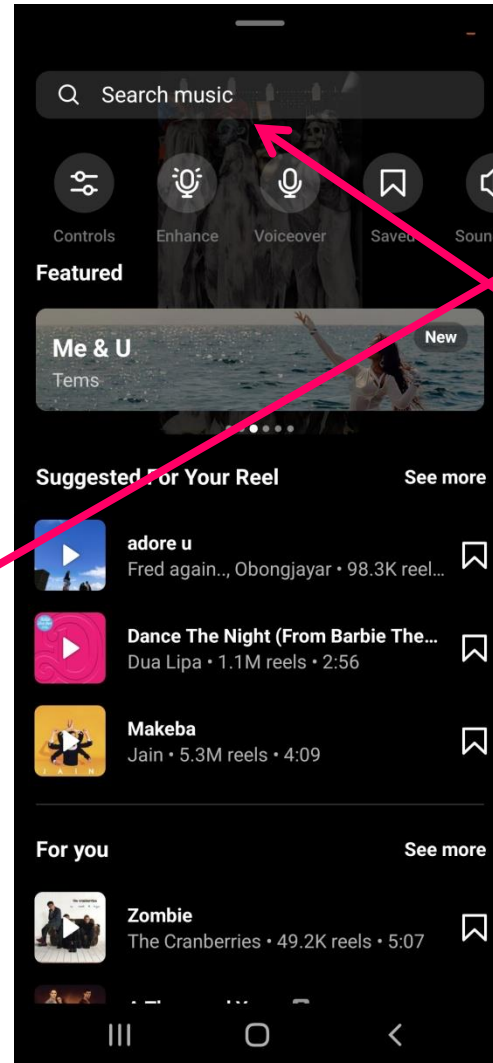 Search music
Controls
Enhance
Voiceover
Saved
Soun
Featured
Me & U
New
Tems
Suggested For Your Reel
See more
adore u
Fred again.., Obongjayar • 98.3K reel...
Dance The Night (From Barbie The...
Dua Lipa • 1.1M reels • 2:56
Makeba
Jain • 5.3M reels • 4:09
JAIN
For you
See more
Zombie
The Cranberries • 49.2K reels • 5:07